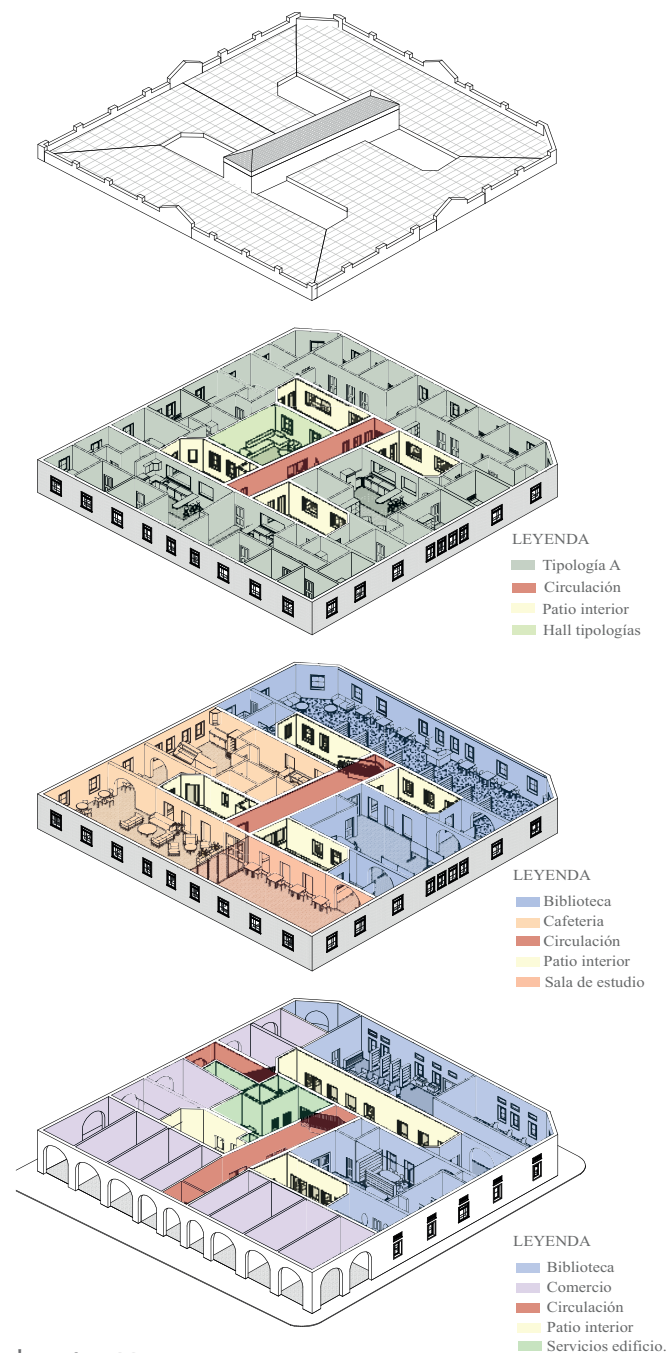 LEYENDA
Tipología A
Circulación
Patio interior
Hall tipologías
LEYENDA
Biblioteca
Cafeteria
Circulación
Patio interior
Sala de estudio
LEYENDA
Biblioteca
Comercio
Circulación
Patio interior
Servicios edificio.